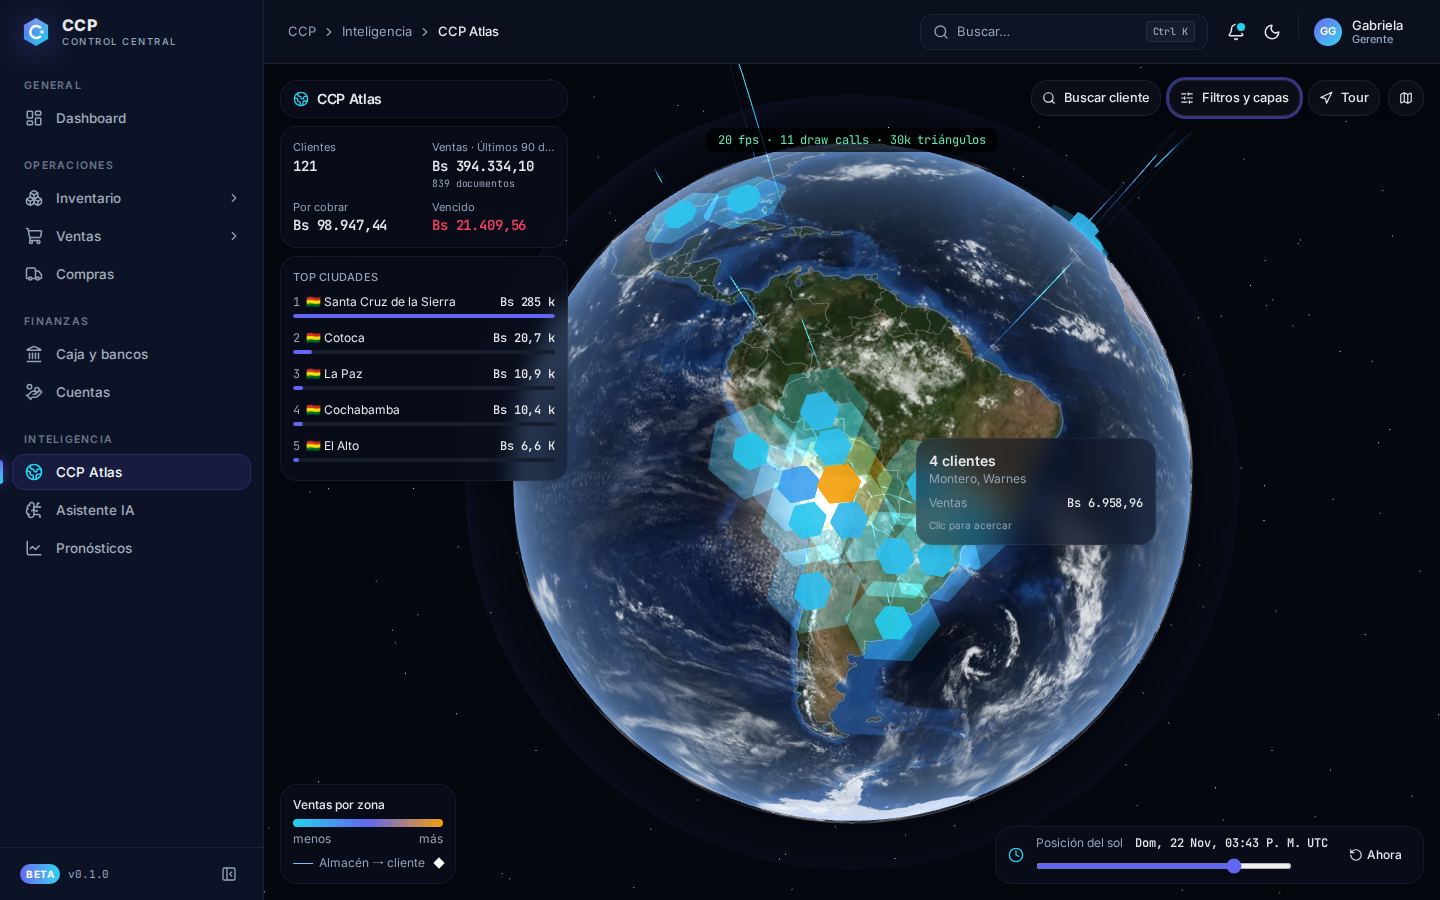 CCP
CONTROL CENTRAL
GENERAL
Dashboard
OPERACIONES
Inventario
Ventas
Compras
FINANZAS
Caja y bancos
Cuentas
INTELIGENCIA
CCP Atlas
Asistente IA
Pronósticos
BETA v0.1.0
CCP > Inteligencia > CCP Atlas
Buscar... Ctrl K
GG
Gabriela
Gerente
CCP Atlas
Buscar cliente
Filtros y capas
Tour
20 fps · 11 draw calls · 30k triángulos
Clientes
121
Ventas · Últimos 90 d...
Bs 394.334,10
839 documentos
Por cobrar
Bs 98.947,44
Vencido
Bs 21.409,56
TOP CIUDADES
1 Santa Cruz de la Sierra Bs 285 k
2 Cotoca Bs 20,7 k
3 La Paz Bs 10,9 k
4 Cochabamba Bs 10,4 k
5 El Alto Bs 6,6 K
4 clientes
Montero, Warnes
Ventas Bs 6.958,96
Clic para acercar
Ventas por zona
menos más
Almacén → cliente
Posición del sol Dom, 22 Nov, 03:43 P. M. UTC
Ahora